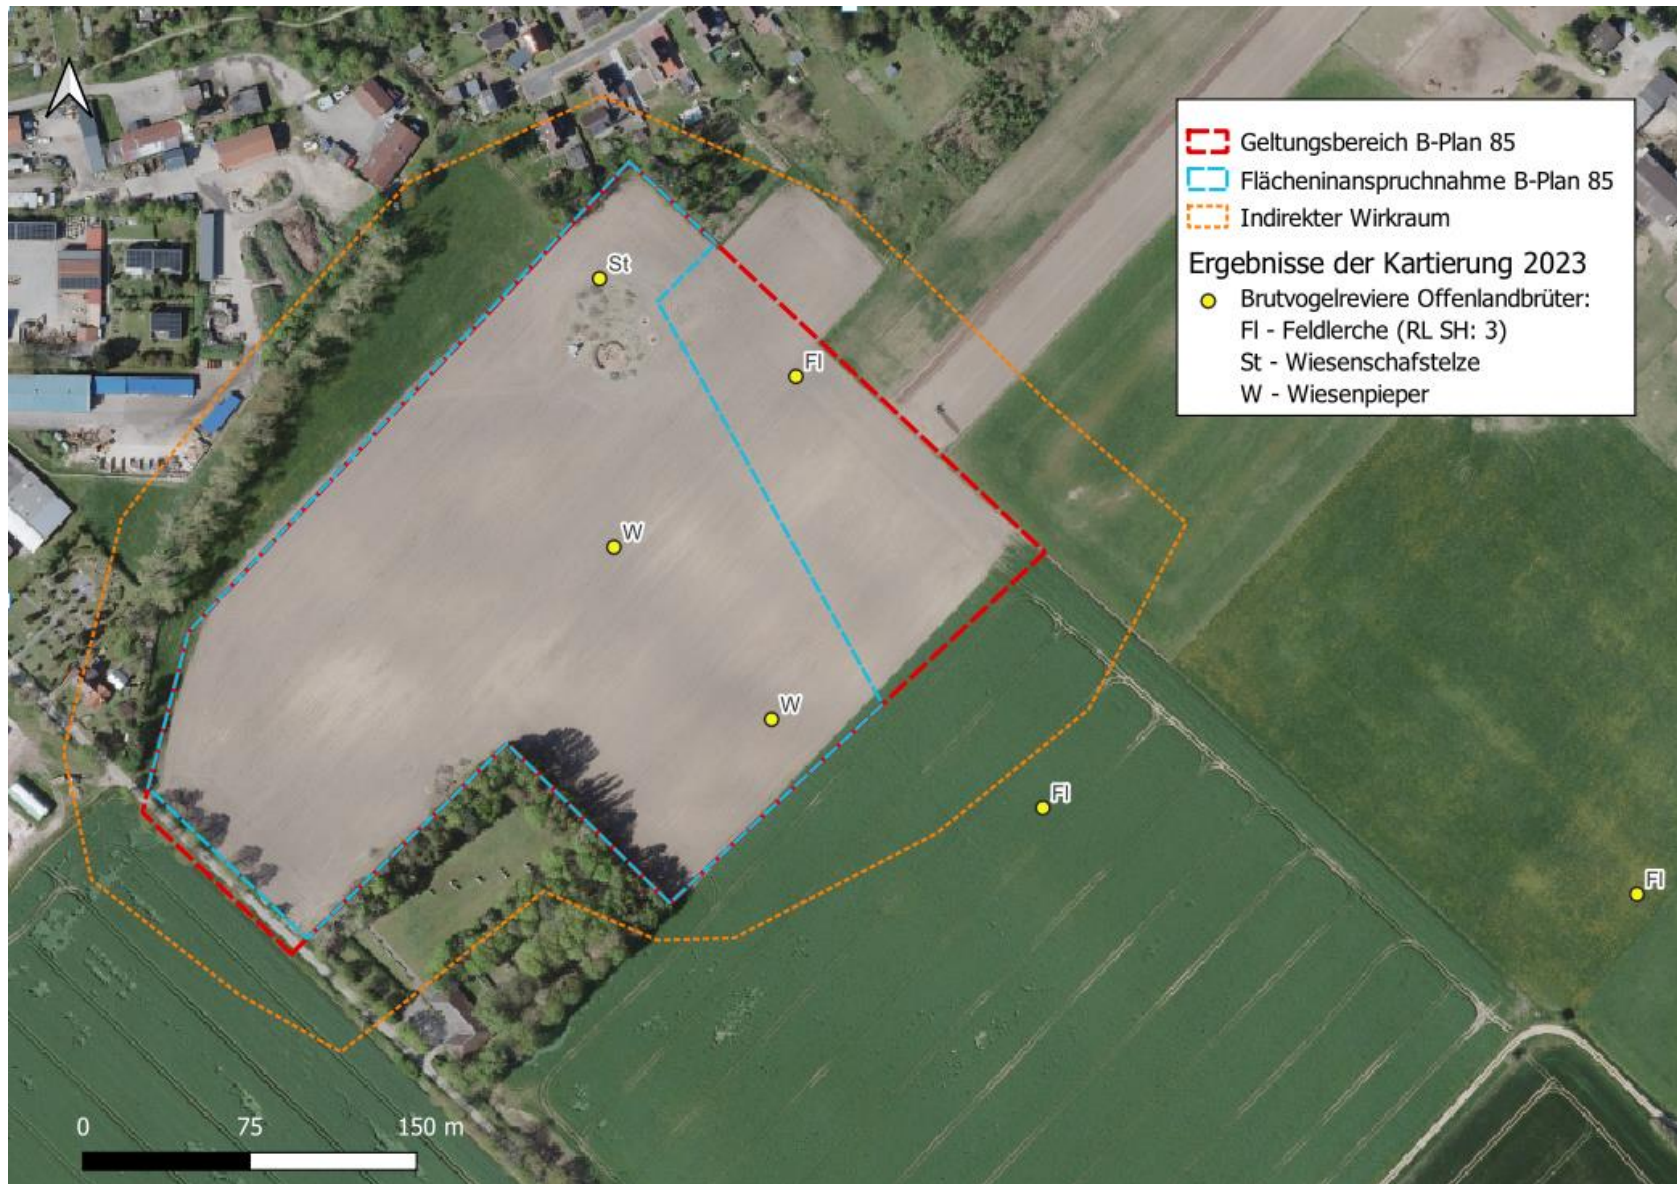 Geltungsbereich B-Plan 85
Flächeninanspruchnahme B-Plan 85
Indirekter Wirkraum
Ergebnisse der Kartierung 2023
Brutvogelreviere Offenlandbrüter:
Fl - Feldlerche (RL SH: 3)
St - Wiesenschafstelze
W - Wiesenpieper
St
Fl
W
W
Fl
Fl
0 75 150 m